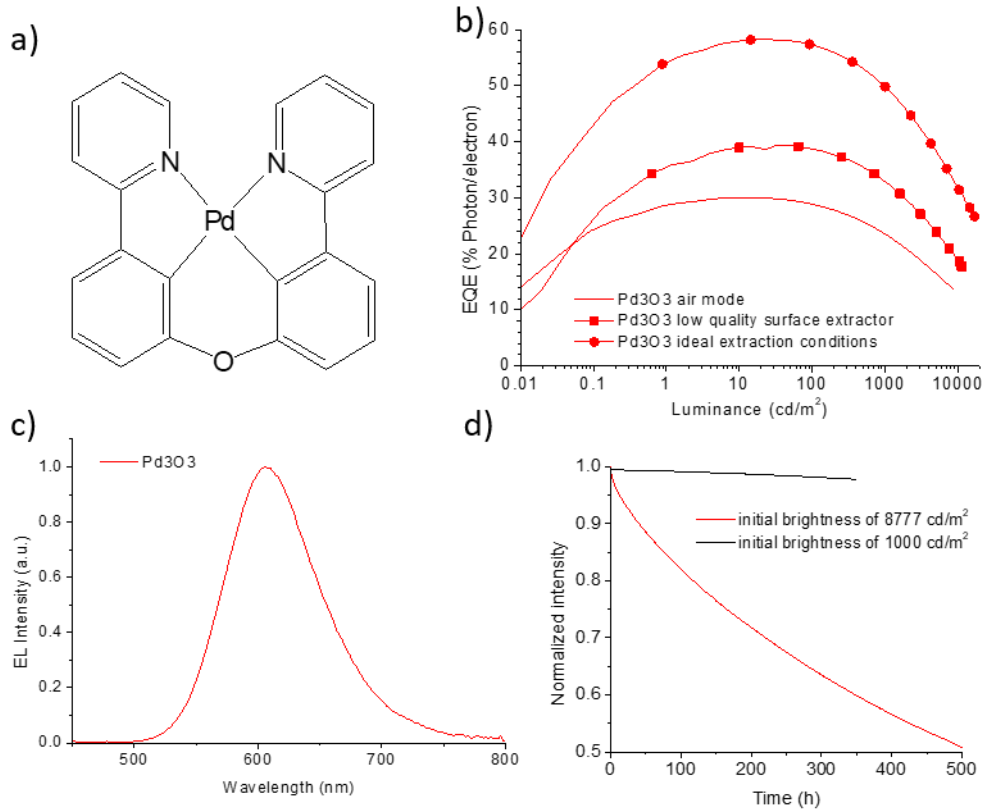 a)
N
N
Pd
O
b)
60
50
40
30
20
10
0
EQE (% Photon/electron)
Pd3O3 air mode
Pd3O3 low quality surface extractor
Pd3O3 ideal extraction conditions
0.01 0.1 1 10 100 1000 10000
Luminance (cd/m²)
c)
Pd3O3
1.0
0.8
0.6
0.4
0.2
0.0
EL Intensity (a.u.)
500 600 700 800
Wavelength (nm)
d)
1.0
0.9
0.8
0.7
0.6
0.5
Normalized intensity
initial brightness of 8777 cd/m²
initial brightness of 1000 cd/m²
0 100 200 300 400 500
Time (h)